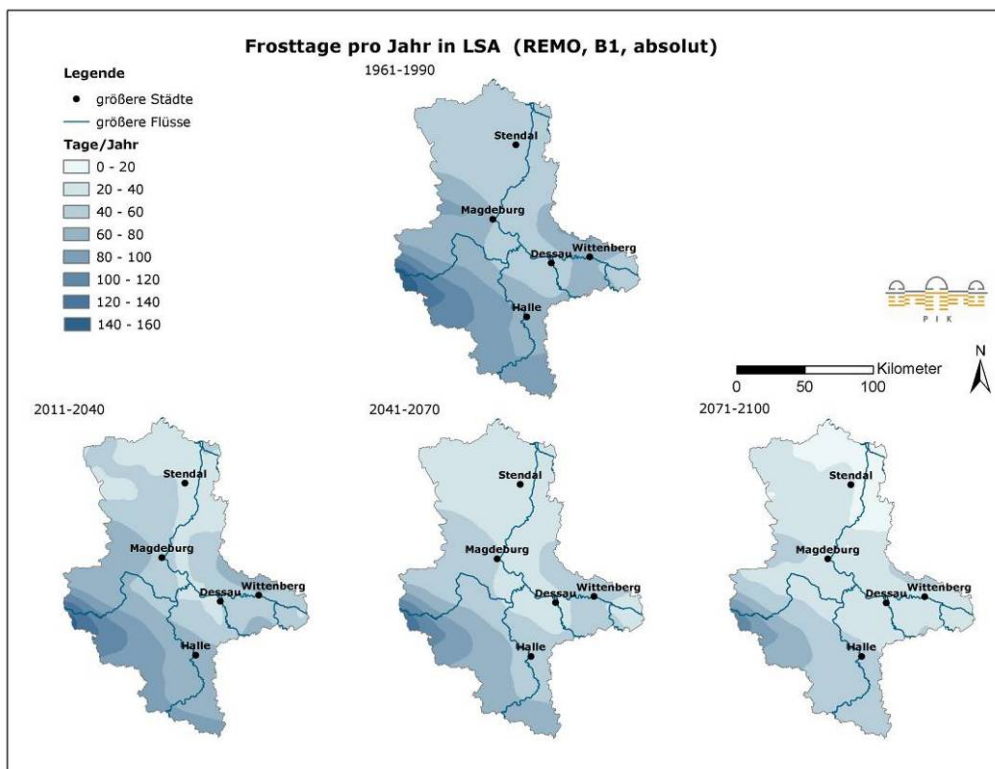 Frosttage pro Jahr in LSA (REMO, B1, absolut)
Legende
größere Städte
größere Flüsse
Tage/Jahr
0 - 20
20 - 40
40 - 60
60 - 80
80 - 100
100 - 120
120 - 140
140 - 160
1961-1990
Stendal
Magdeburg
Dessau
Wittenberg
Halle
P I K
Kilometer
0 50 100
N
2011-2040
Stendal
Magdeburg
Dessau
Wittenberg
Halle
2041-2070
Stendal
Magdeburg
Dessau
Wittenberg
Halle
2071-2100
Stendal
Magdeburg
Dessau
Wittenberg
Halle